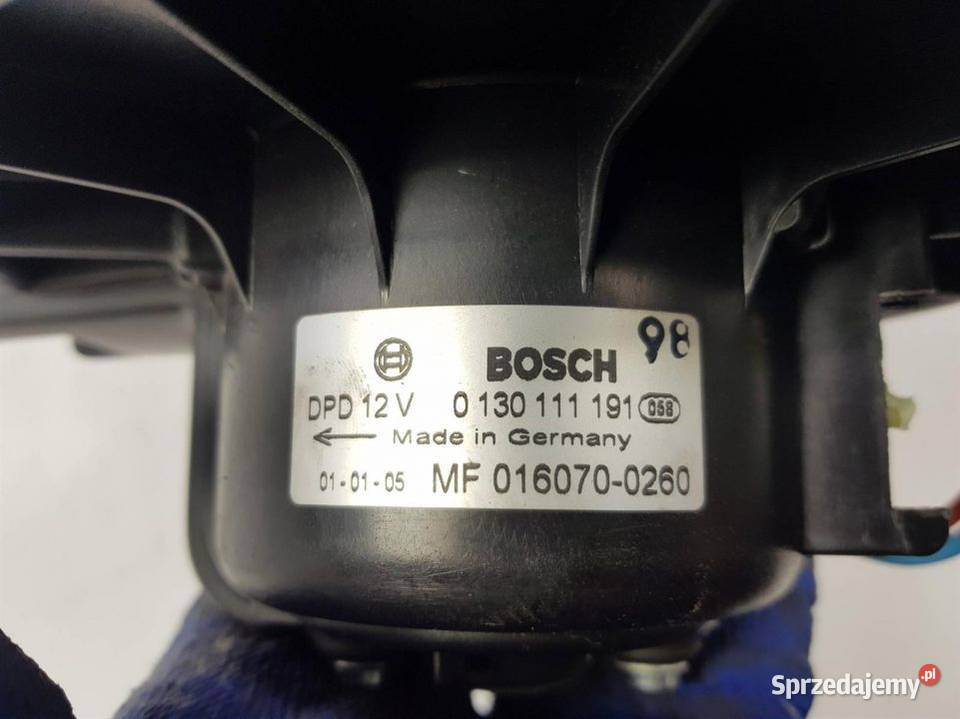 98
BOSCH
DPD 12 V 0 130 111 191 058
Made in Germany
01-01-05 MF 016070-0260
Sprzedajemy.pl